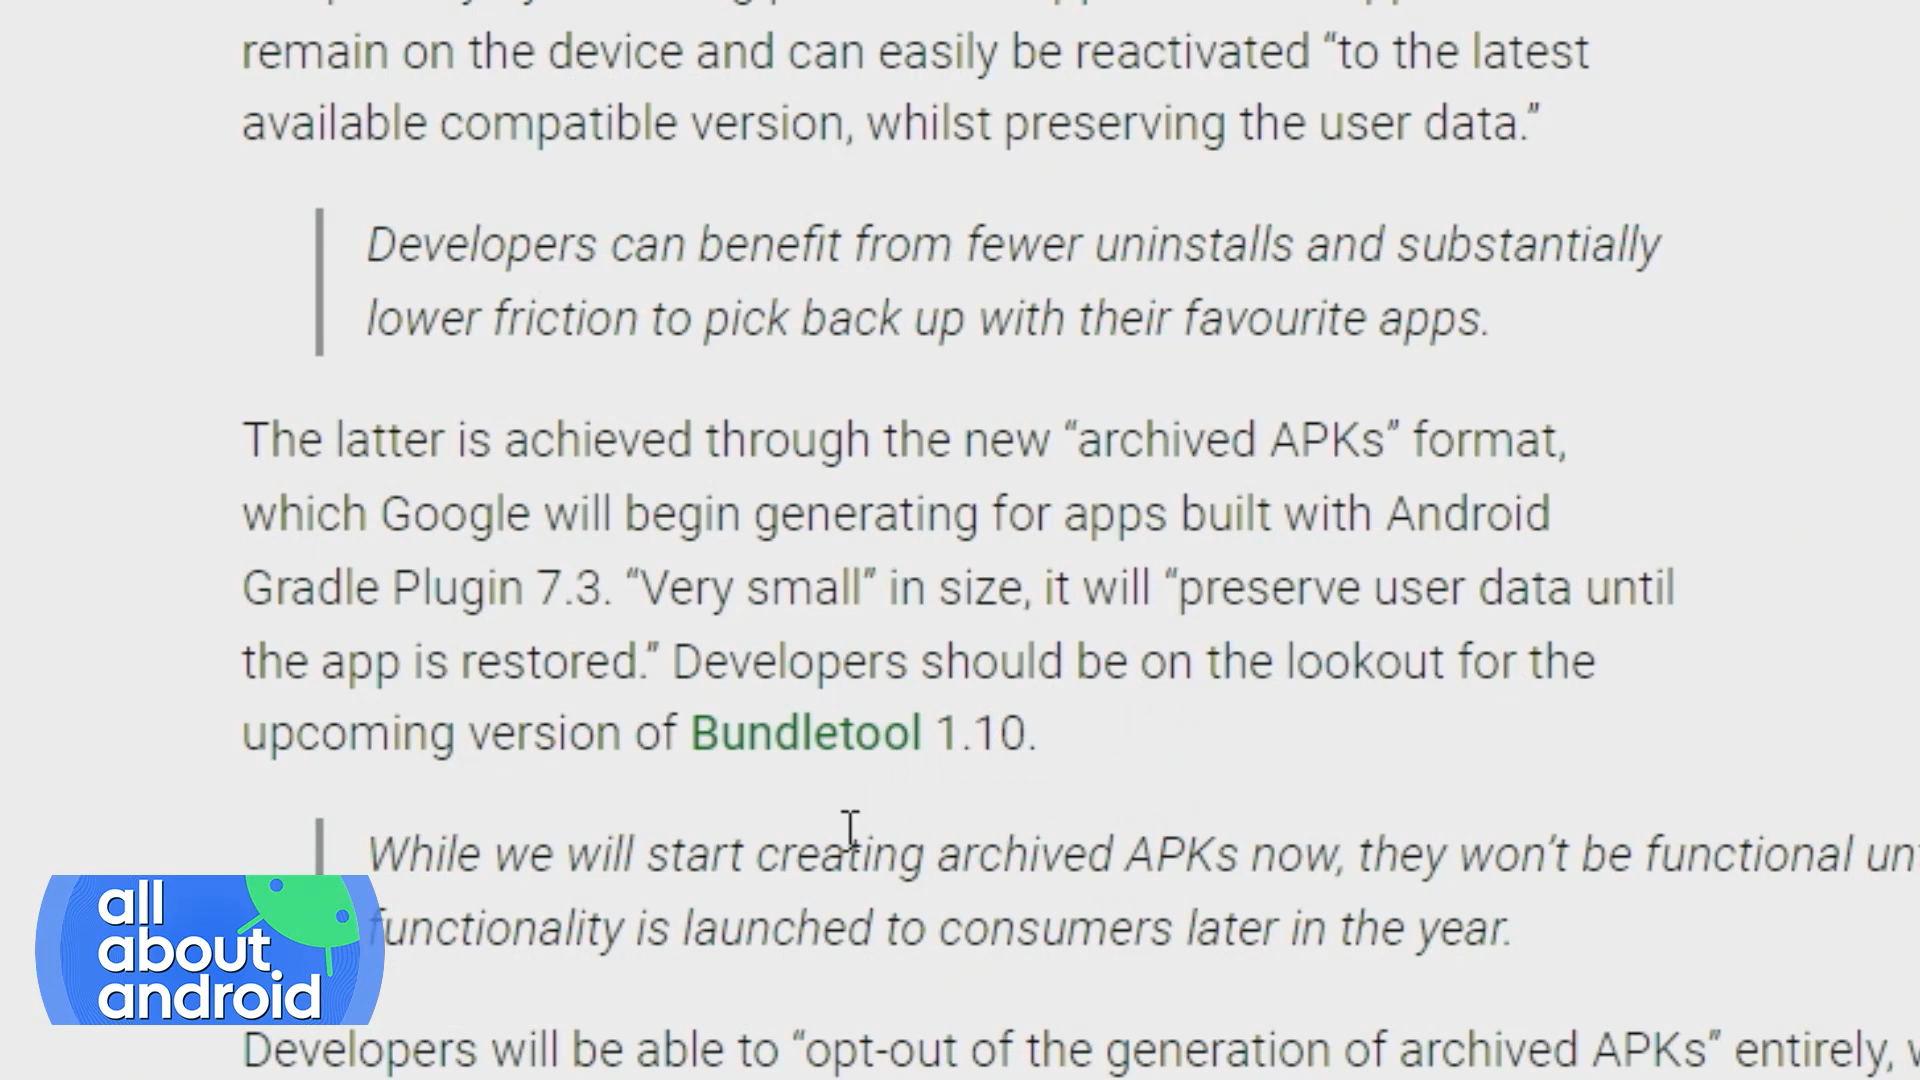 remain on the device and can easily be reactivated “to the latest
available compatible version, whilst preserving the user data.”
Developers can benefit from fewer uninstalls and substantially
lower friction to pick back up with their favourite apps.
The latter is achieved through the new “archived APKs” format,
which Google will begin generating for apps built with Android
Gradle Plugin 7.3. “Very small” in size, it will “preserve user data until
the app is restored.” Developers should be on the lookout for the
upcoming version of Bundletool 1.10.
While we will start creating archived APKs now, they won’t be functional
functionality is launched to consumers later in the year.
Developers will be able to “opt-out of the generation of archived APKs” entirely,
all
about
android